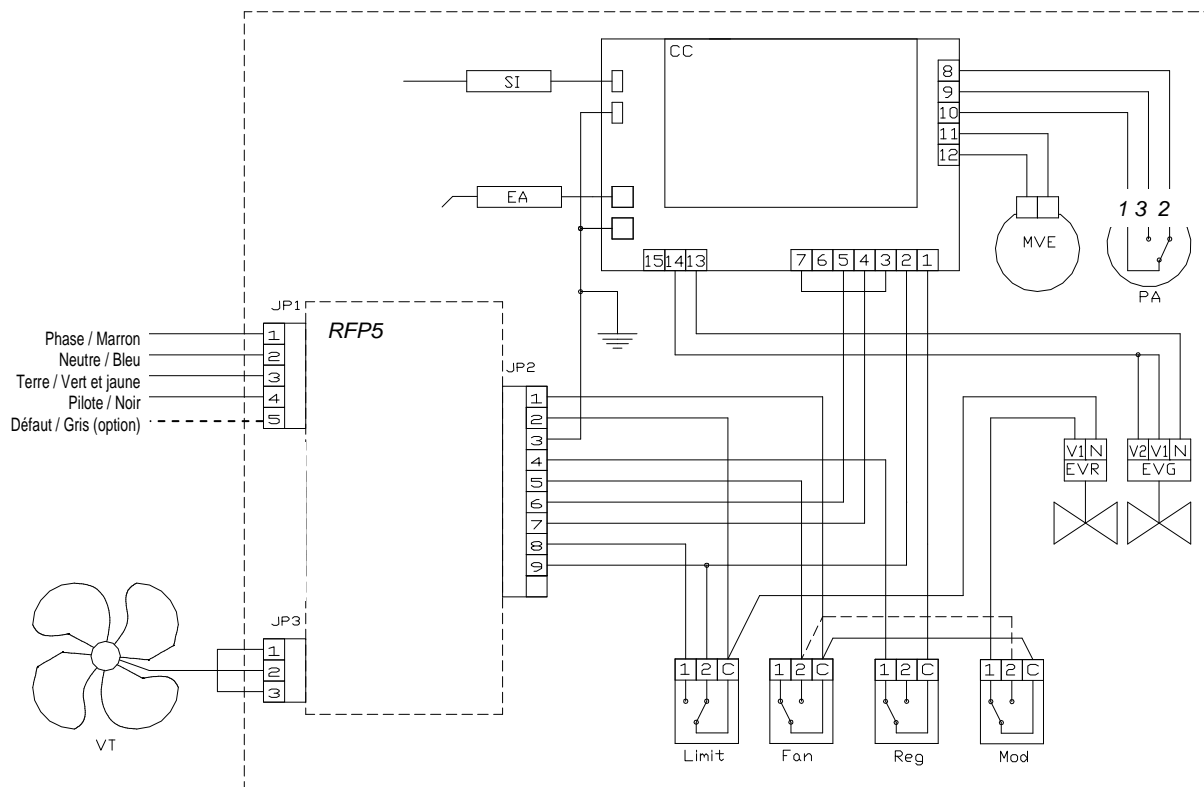 CC
SI
8
9
10
11
12
EA
1 3 2
MVE
PA
15 14 13
7 6 5 4 3 2 1
JP1
RFP5
Phase / Marron
1
Neutre / Bleu
2
Terre / Vert et jaune
3
Pilote / Noir
4
Défaut / Gris (option)
5
JP2
1
2
3
4
5
6
7
8
9
V1 N
EVR
V2 V1 N
EVG
JP3
1
2
3
VT
1 2 C
Limit
1 2 C
Fan
1 2 C
Reg
1 2 C
Mod